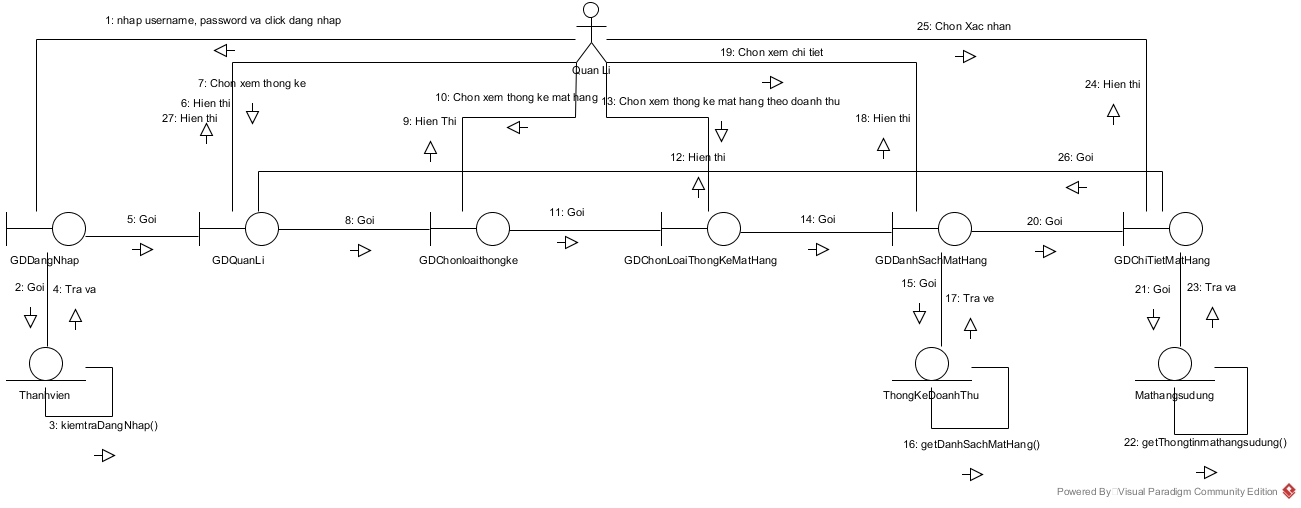 1: nhap username, password va click dang nhap
25: Chon Xac nhan
19: Chon xem chi tiet
Quan Li
7: Chon xem thong ke
24: Hien thi
10: Chon xem thong ke mat hang
13: Chon xem thong ke mat hang theo doanh thu
6: Hien thi
27: Hien thi
9: Hien Thi
18: Hien thi
12: Hien thi
26: Goi
5: Goi
8: Goi
11: Goi
14: Goi
20: Goi
GDDangNhap
GDQuanLi
GDChonloaithongke
GDChonLoaiThongKeMatHang
GDDanhSachMatHang
GDChiTietMatHang
2: Goi
4: Tra va
15: Goi
17: Tra ve
21: Goi
23: Tra va
Thanhvien
ThongKeDoanhThu
Mathangsudung
3: kiemtraDangNhap()
16: getDanhSachMatHang()
22: getThongtinmathangsudung()
Powered By Visual Paradigm Community Edition